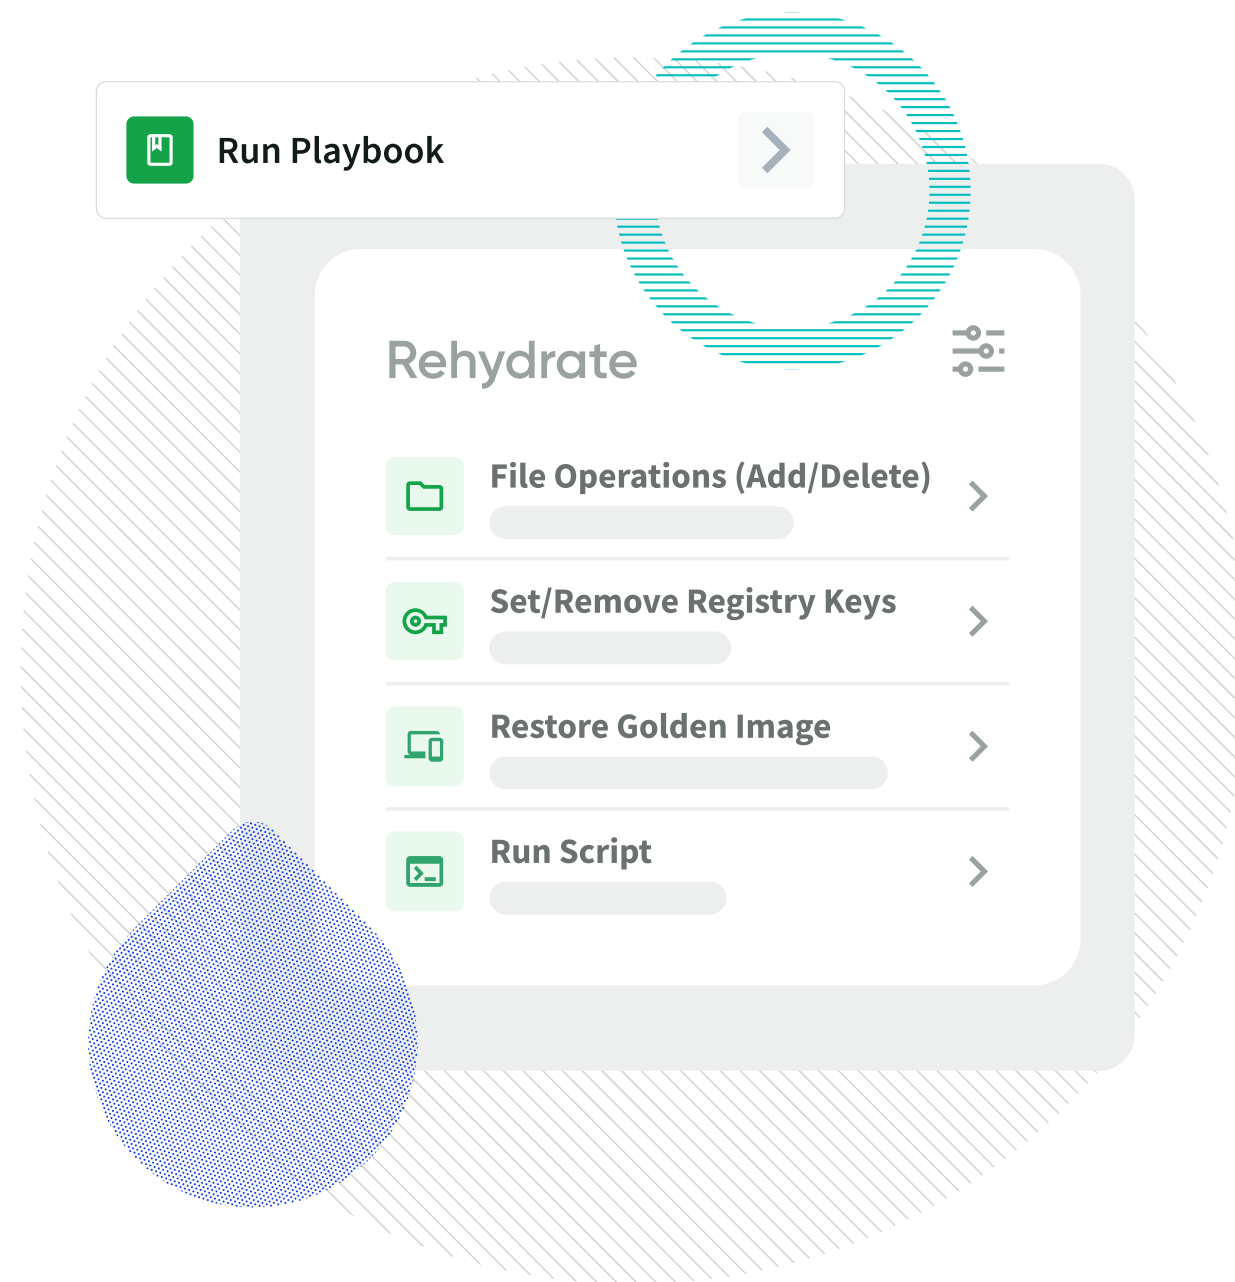 Run Playbook
Rehydrate
File Operations (Add/Delete)
Set/Remove Registry Keys
Restore Golden Image
Run Script